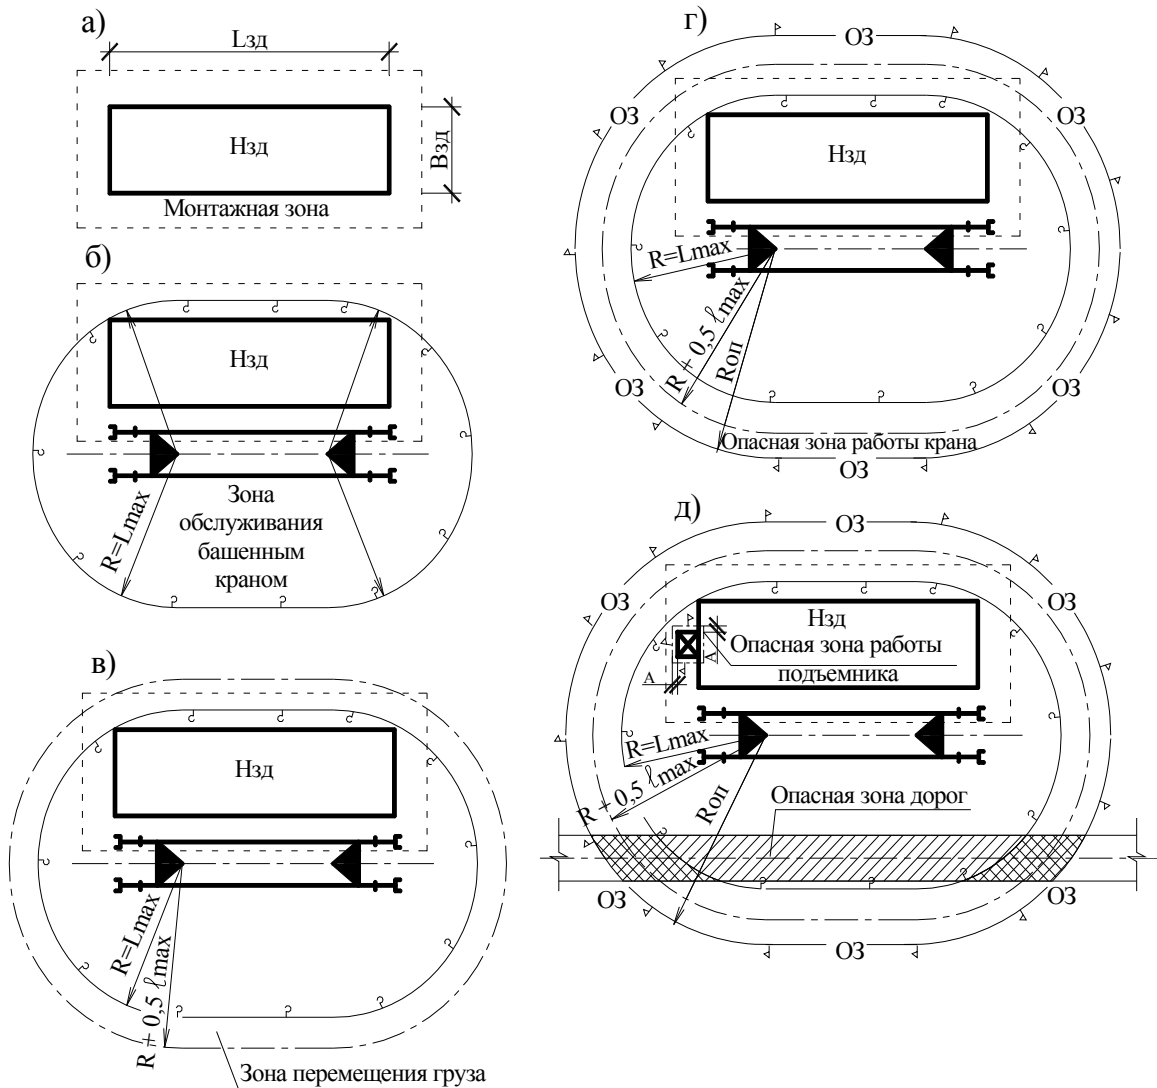 а)
Lзд
Нзд
Взд
Монтажная зона
б)
Нзд
R=Lmax
Зона
обслуживания
башенным
краном
в)
Нзд
R=Lmax
R + 0,5 ℓmax
Зона перемещения груза
г)
ОЗ
ОЗ
ОЗ
Нзд
R=Lmax
R + 0,5 ℓmax
Rоп
ОЗ
ОЗ
Опасная зона работы крана
ОЗ
д)
ОЗ
ОЗ
ОЗ
Нзд
Опасная зона работы
подъемника
А
А
R=Lmax
R + 0,5 ℓmax
Rоп
Опасная зона дорог
ОЗ
ОЗ
ОЗ